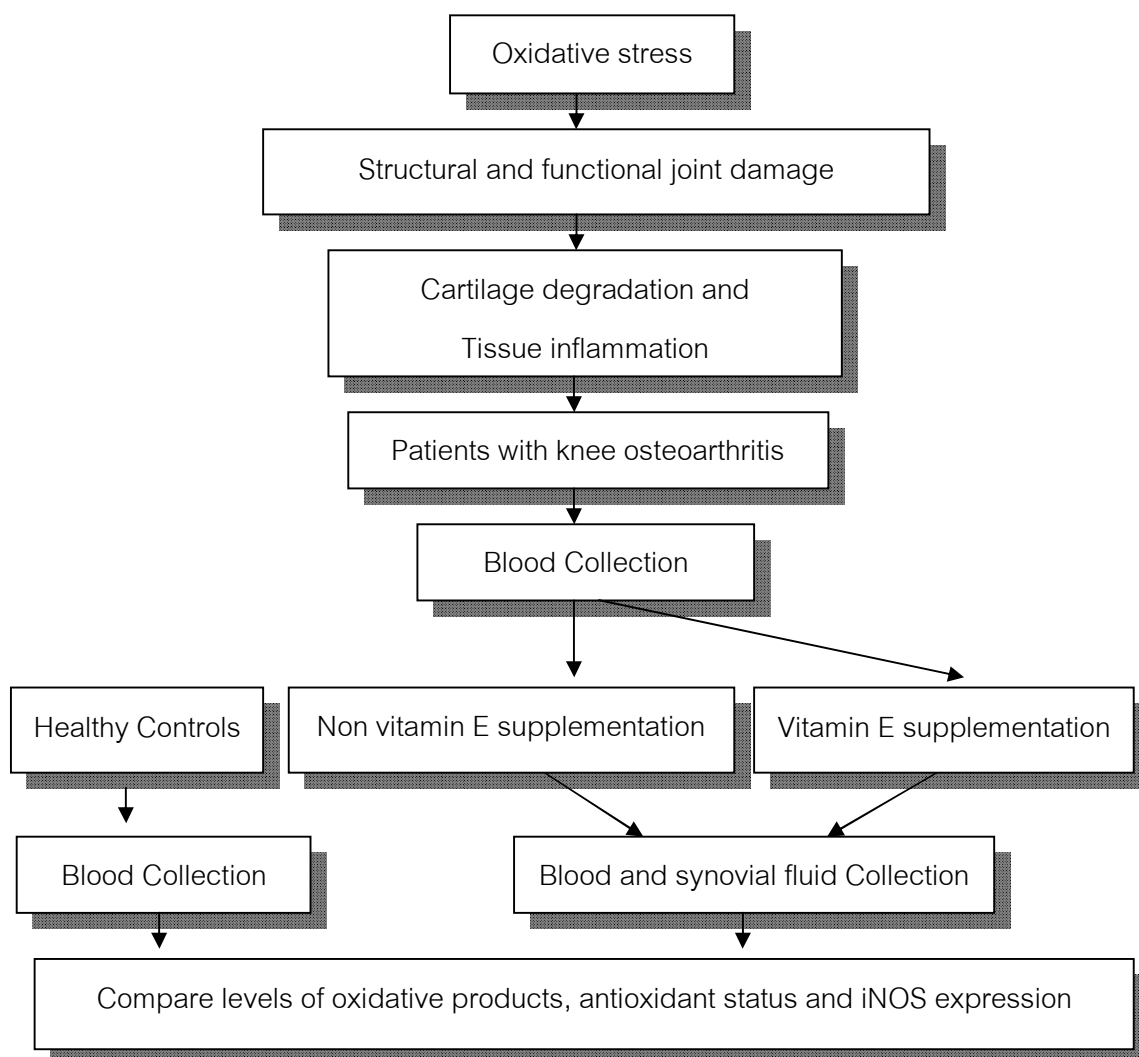 Oxidative stress
Structural and functional joint damage
Cartilage degradation and
Tissue inflammation
Patients with knee osteoarthritis
Blood Collection
Healthy Controls
Non vitamin E supplementation
Vitamin E supplementation
Blood Collection
Blood and synovial fluid Collection
Compare levels of oxidative products, antioxidant status and iNOS expression